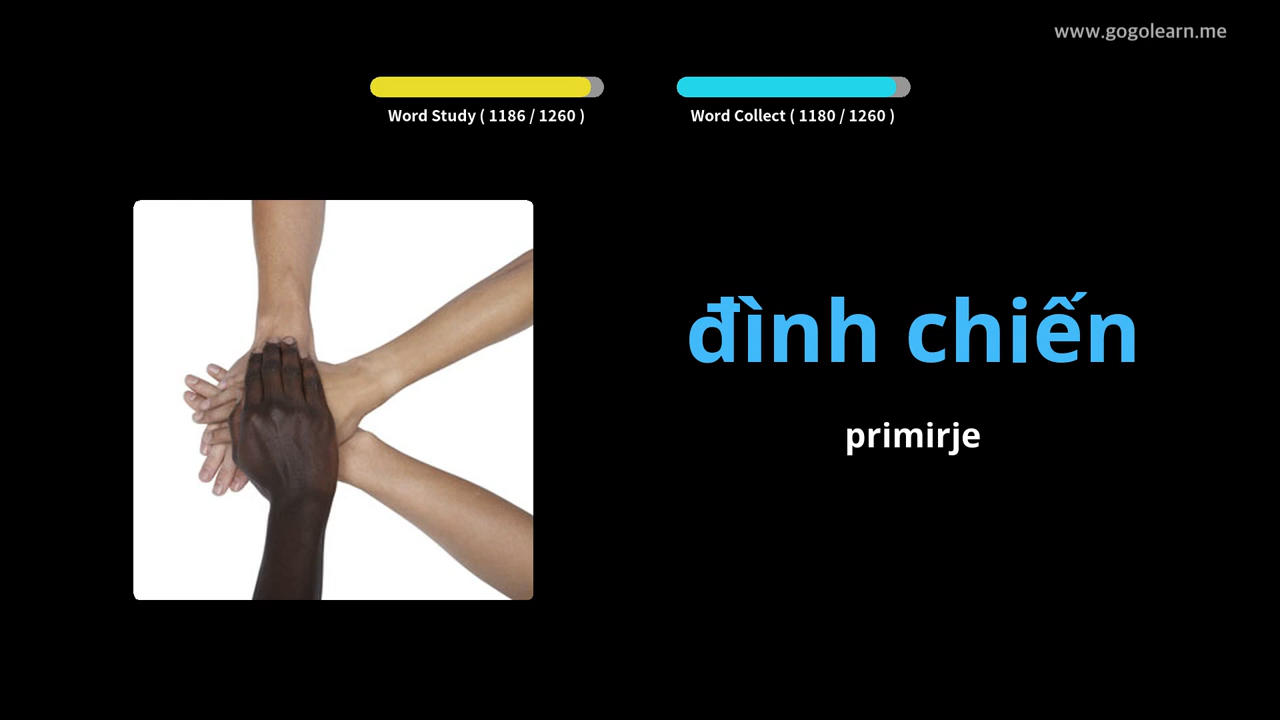 www.gogolearn.me
Word Study ( 1186 / 1260 )
Word Collect ( 1180 / 1260 )
đình chiến
primirje